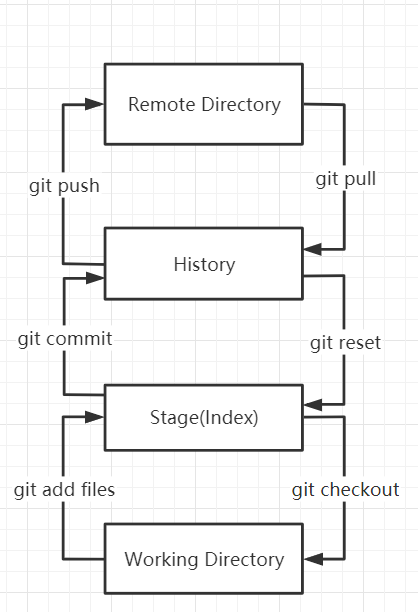 Remote Directory
git push
git pull
History
git commit
git reset
Stage(Index)
git add files
git checkout
Working Directory